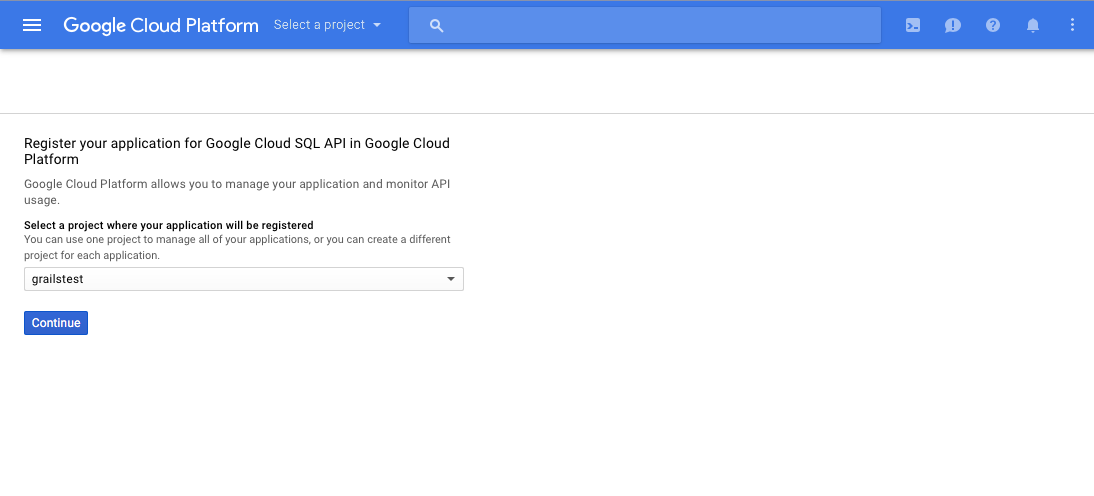 Google Cloud Platform Select a project
Register your application for Google Cloud SQL API in Google Cloud
Platform
Google Cloud Platform allows you to manage your application and monitor API
usage.
Select a project where your application will be registered
You can use one project to manage all of your applications, or you can create a different
project for each application.
grailstest
Continue